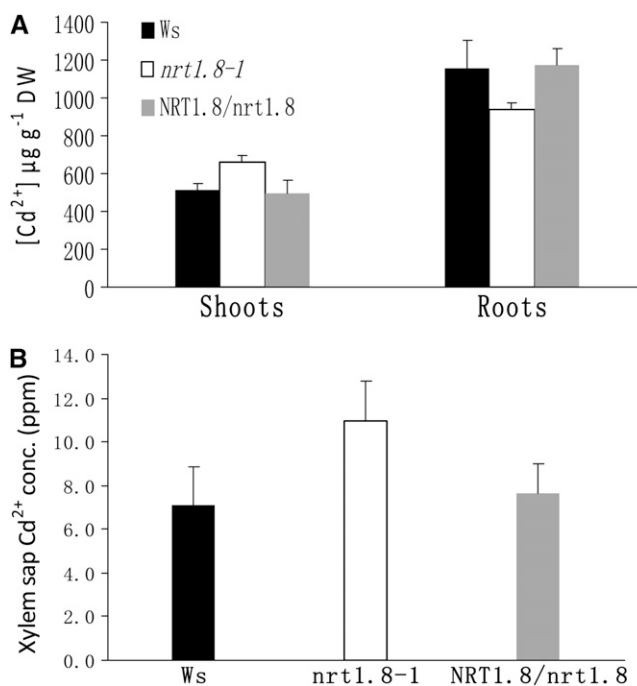 A
Ws
nrt1.8-1
NRT1.8/nrt1.8
[Cd²⁺] μg g⁻¹ DW
1400
1200
1000
800
600
400
200
0
Shoots Roots
B
Xylem sap Cd²⁺ conc. (ppm)
14.0
12.0
10.0
8.0
6.0
4.0
2.0
0.0
Ws nrt1.8-1 NRT1.8/nrt1.8